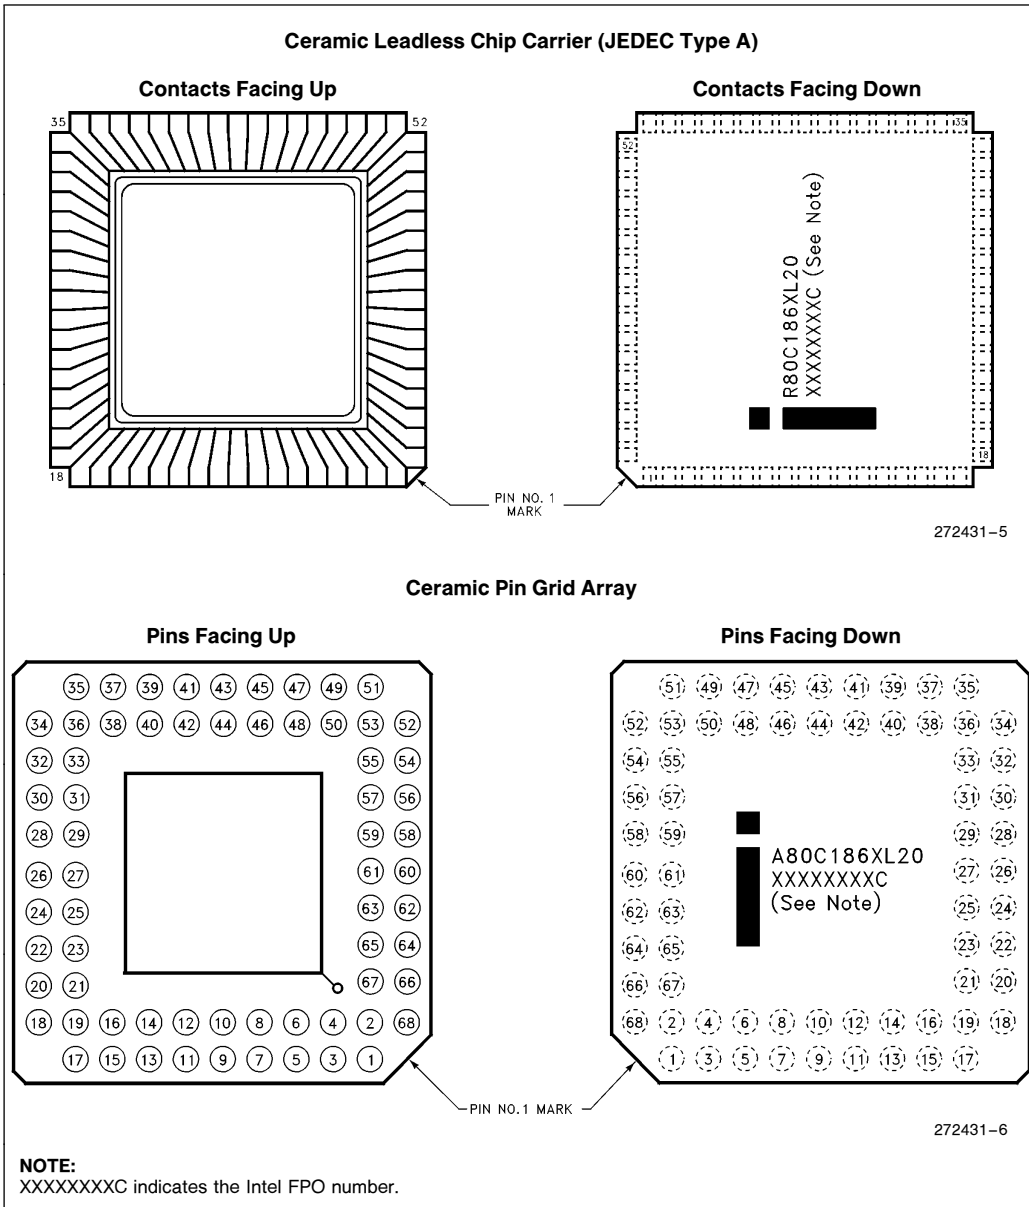 Ceramic Leadless Chip Carrier (JEDEC Type A)
Contacts Facing Up
Contacts Facing Down
35
52
18
35
52
R80C186XL20
XXXXXXXXC (See Note)
18
1
PIN NO. 1
MARK
272431–5
Ceramic Pin Grid Array
Pins Facing Up
35 37 39 41 43 45 47 49 51
34 36 38 40 42 44 46 48 50 53 52
32 33 55 54
30 31 57 56
28 29 59 58
26 27 61 60
24 25 63 62
22 23 65 64
20 21 67 66
18 19 16 14 12 10 8 6 4 2 68
17 15 13 11 9 7 5 3 1
Pins Facing Down
51 49 47 45 43 41 39 37 35
52 53 50 48 46 44 42 40 38 36 34
54 55 33 32
56 57 31 30
58 59 29 28
60 61 27 26
62 63 25 24
64 65 23 22
66 67 21 20
68 2 4 6 8 10 12 14 16 19 18
1 3 5 7 9 11 13 15 17
A80C186XL20
XXXXXXXXC
(See Note)
PIN NO.1 MARK
272431–6
NOTE:
XXXXXXXXC indicates the Intel FPO number.